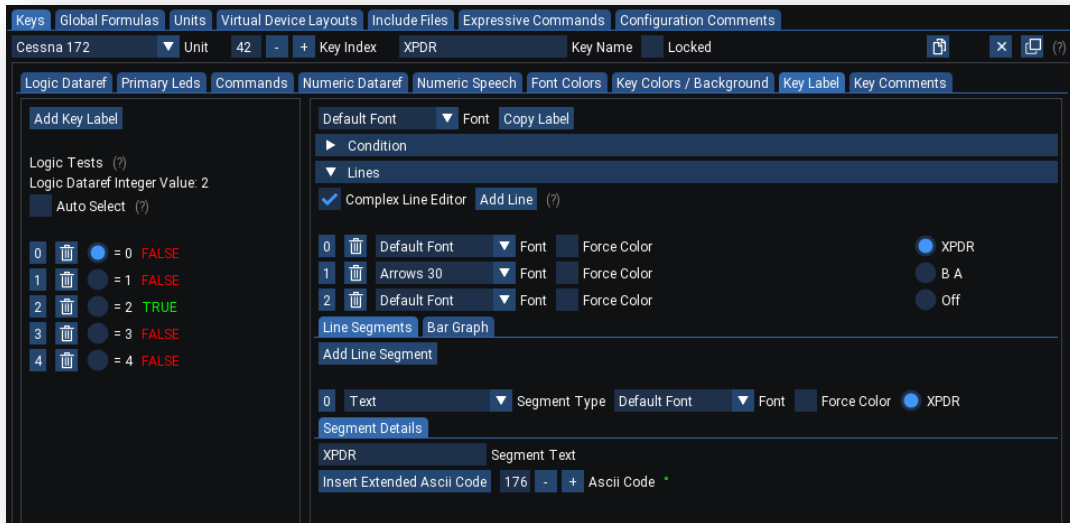 Keys Global Formulas Units Virtual Device Layouts Include Files Expressive Commands Configuration Comments
Cessna 172 Unit 42 - + Key Index XPDR Key Name Locked (?)
Logic Dataref Primary Leds Commands Numeric Dataref Numeric Speech Font Colors Key Colors / Background Key Label Key Comments
Add Key Label
Logic Tests (?)
Logic Dataref Integer Value: 2
Auto Select (?)
0 = 0 FALSE
1 = 1 FALSE
2 = 2 TRUE
3 = 3 FALSE
4 = 4 FALSE
Default Font Font Copy Label
Condition
Lines
Complex Line Editor Add Line (?)
0 Default Font Font Force Color XPDR
1 Arrows 30 Font Force Color B A
2 Default Font Font Force Color Off
Line Segments Bar Graph
Add Line Segment
0 Text Segment Type Default Font Font Force Color XPDR
Segment Details
XPDR Segment Text
Insert Extended Ascii Code 176 - + Ascii Code °